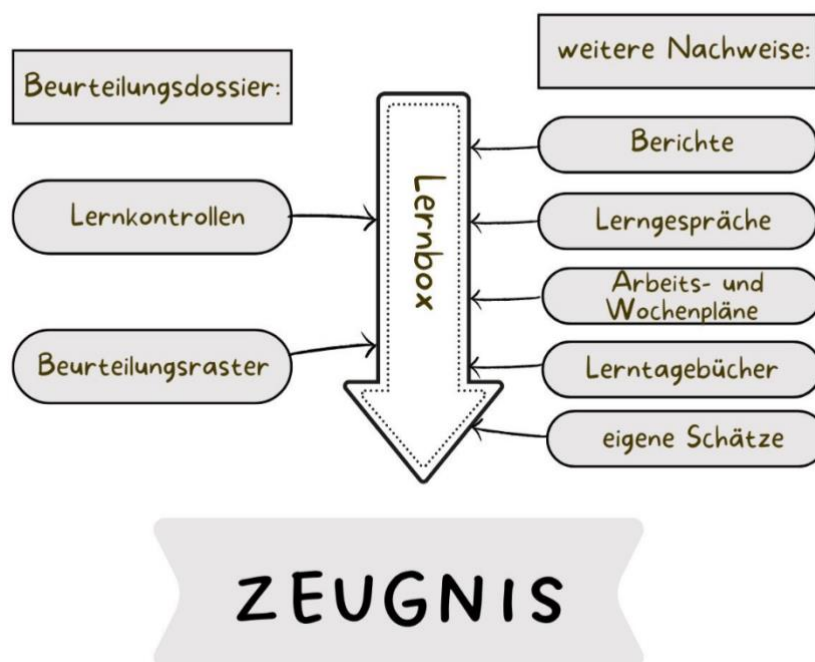 Beurteilungsdossier:
Lernkontrollen
Beurteilungsraster
Lernbox
weitere Nachweise:
Berichte
Lerngespräche
Arbeits- und
Wochenpläne
Lerntagebücher
eigene Schätze
ZEUGNIS